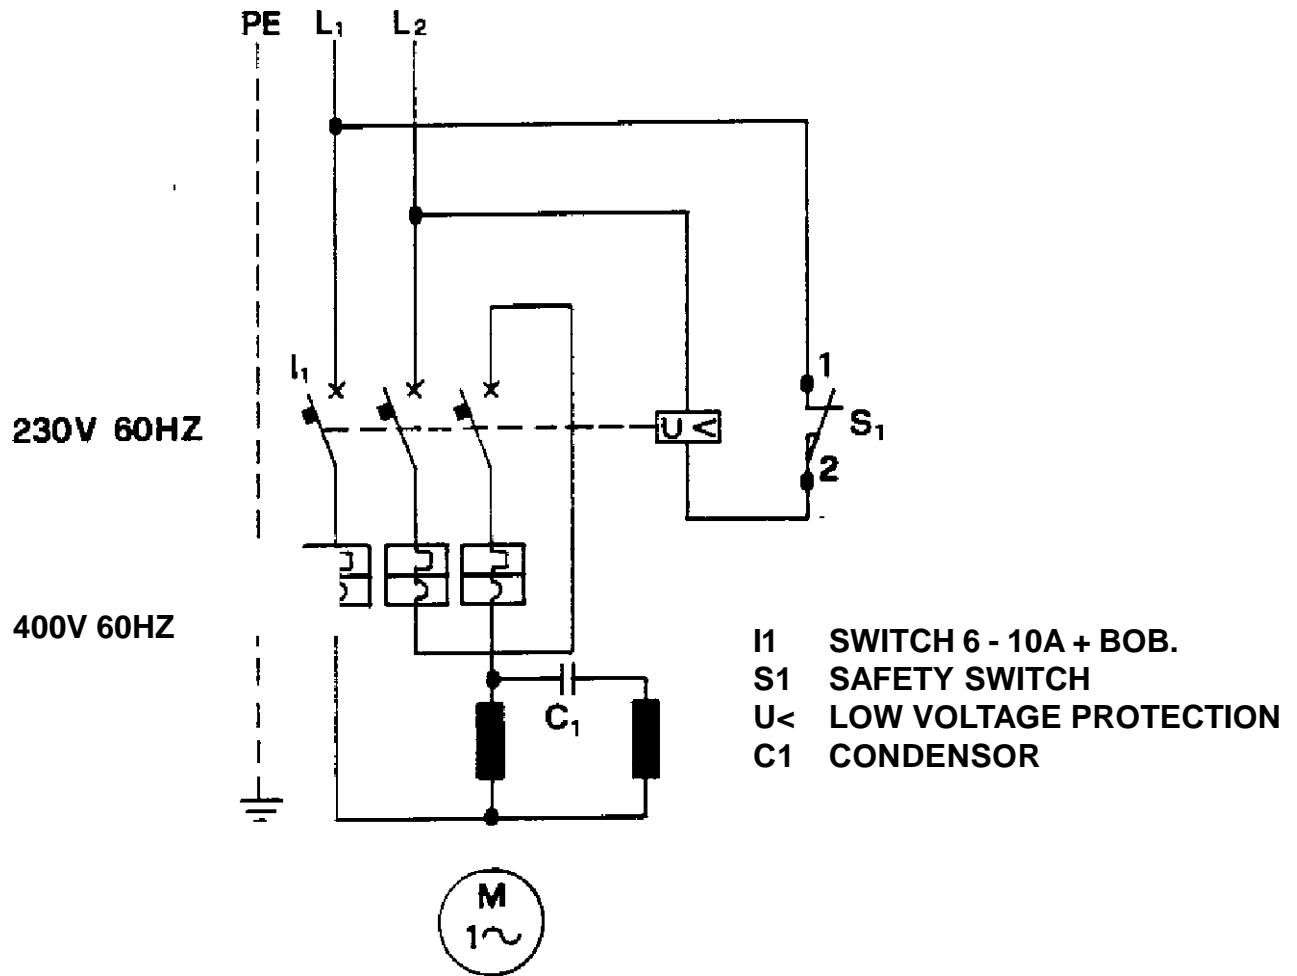 PE L1 L2
I1
1
230V 60HZ
U <
S1
2
400V 60HZ
I1 SWITCH 6 - 10A + BOB.
S1 SAFETY SWITCH
U< LOW VOLTAGE PROTECTION
C1 CONDENSOR
C1
M
1~